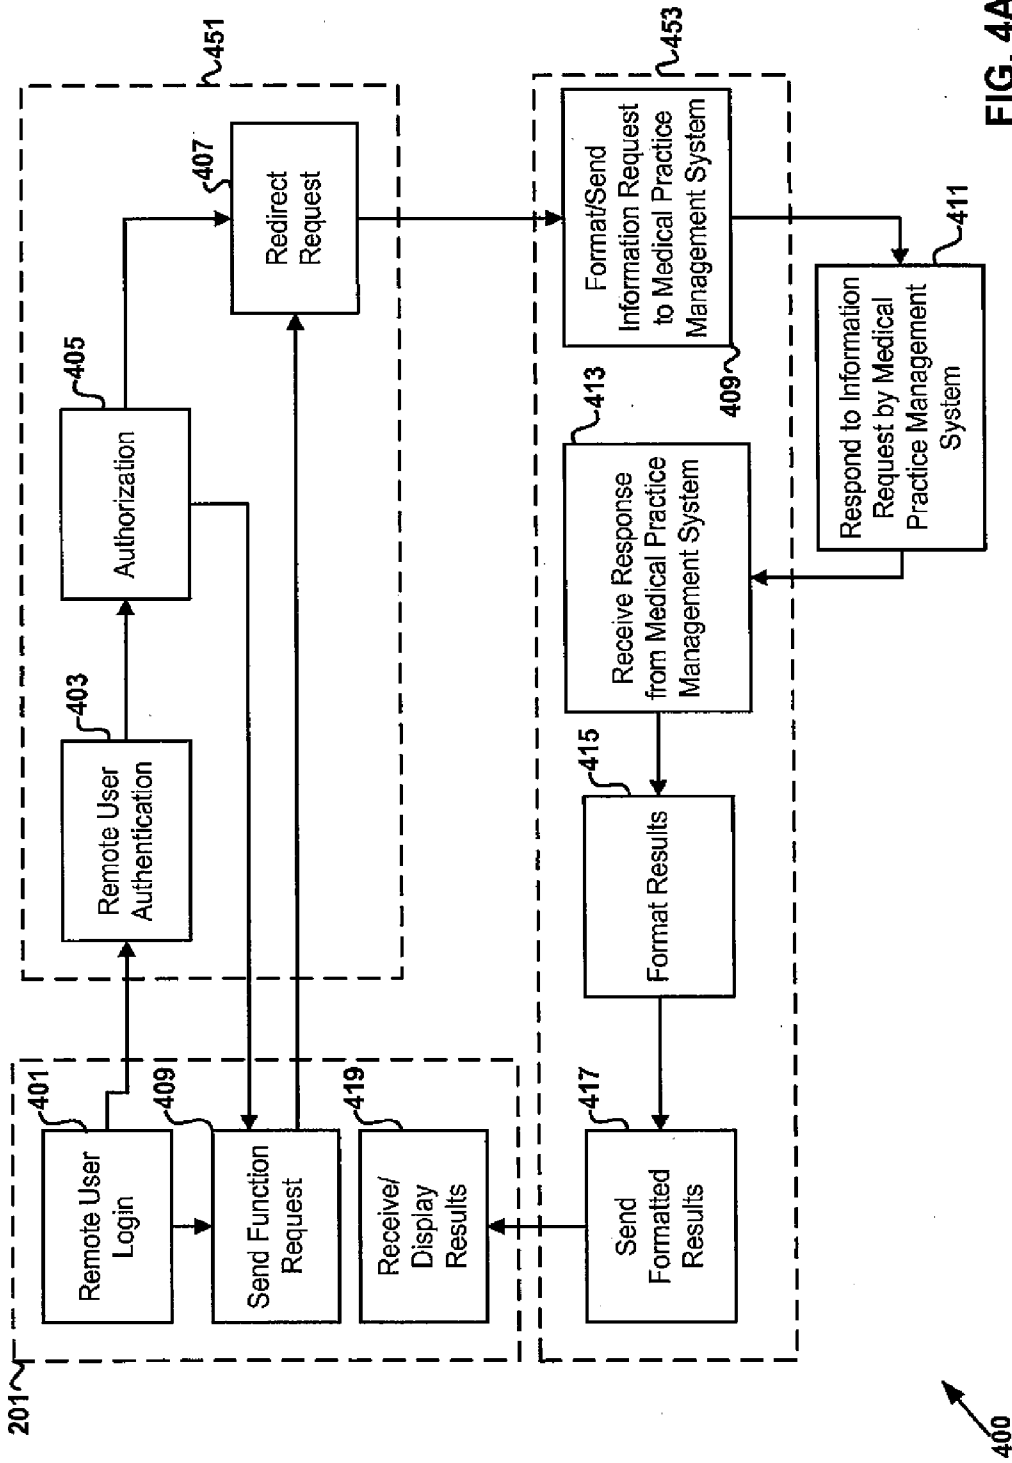 201
401
Remote User
Login
409
Send Function
Request
419
Receive/
Display
Results
451
403
Remote User
Authentication
405
Authorization
407
Redirect
Request
453
417
Send
Formatted
Results
415
Format Results
413
Receive Response
from Medical Practice
Management System
Format/Send
Information Request
to Medical Practice
Management System
409
411
Respond to Information
Request by Medical
Practice Management
System
400
FIG. 4A